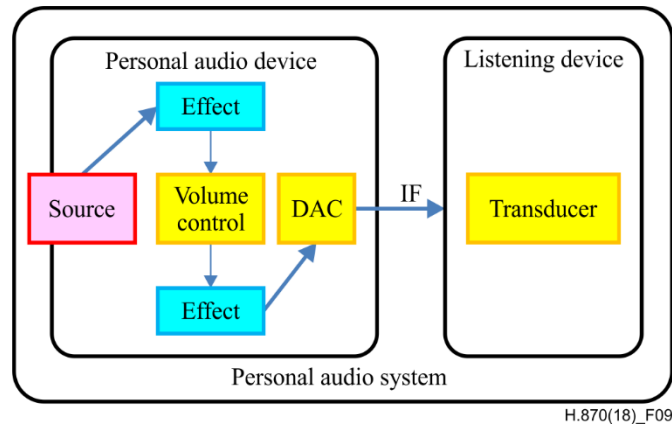 Personal audio device
Listening device
Effect
Source
Volume
control
DAC
IF
Transducer
Effect
Personal audio system
H.870(18)_F09